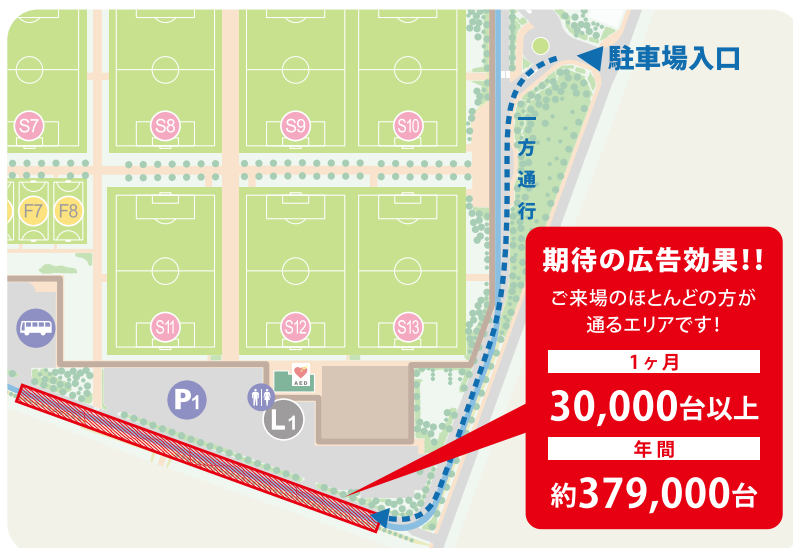 駐車場入口
S7
S8
S9
S10
一方通行
F7
F8
S11
S12
S13
AED
P1
L1
期待の広告効果!!
ご来場のほとんどの方が
通るエリアです!
1ヶ月
30,000台以上
年間
約379,000台